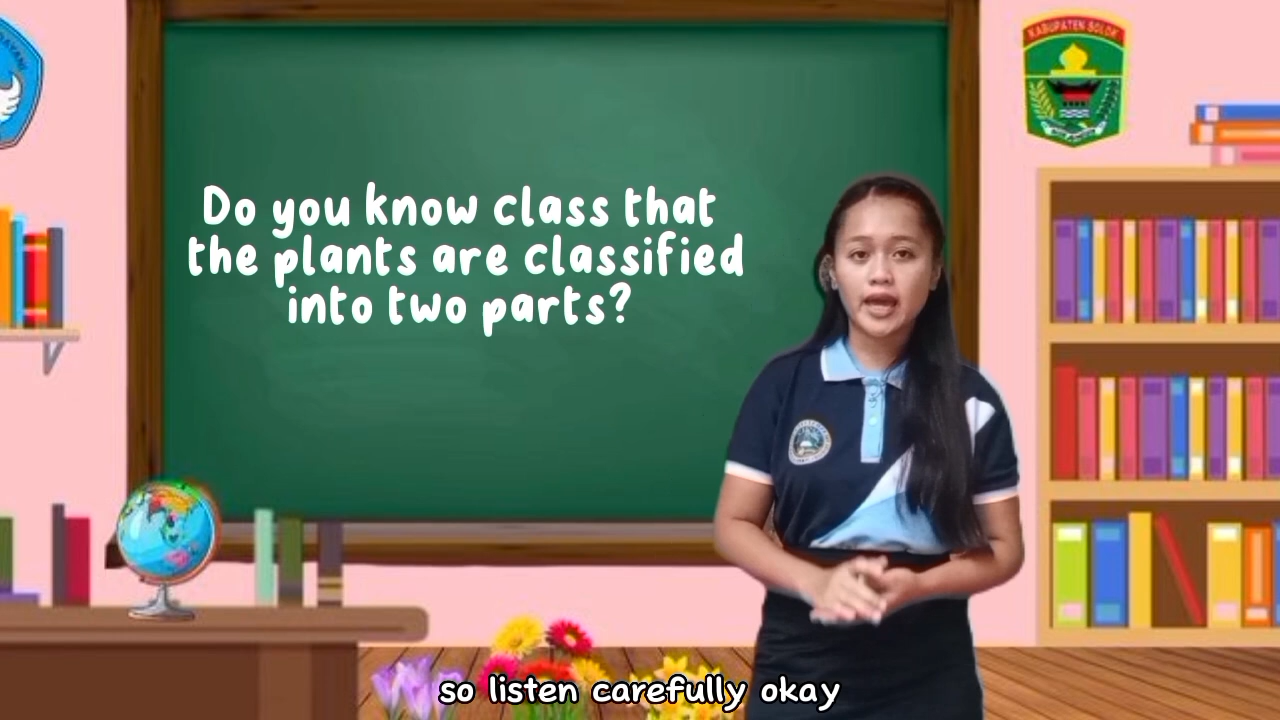 KABUPATEN SOLOK
Do you know class that
the plants are classified
into two parts?
so listen carefully okay